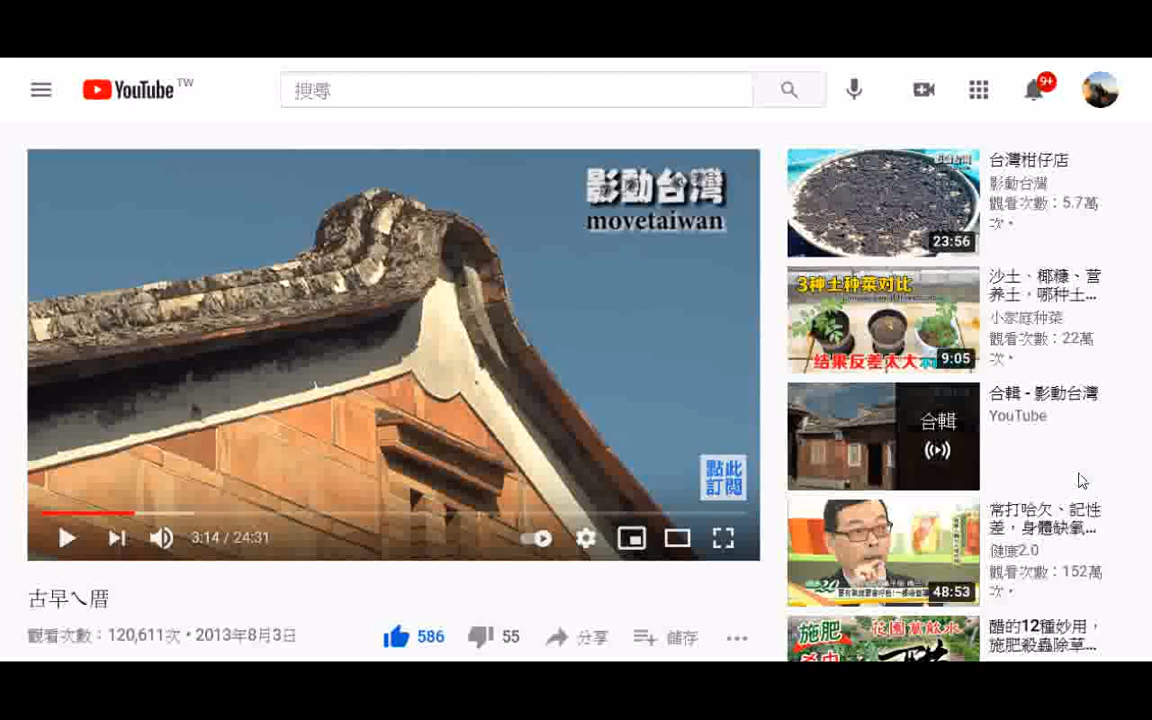 YouTube TW
搜尋
9+
影動台灣
movetaiwan
點此
訂閱
3:14 / 24:31
古早ㄟ厝
觀看次數：120,611次 • 2013年8月3日
586
55
分享
儲存
23:56
台灣柑仔店
影動台灣
觀看次數：5.7萬
次 •
3种土种菜对比
结果反差太大
9:05
沙土、椰糠、营
养土，哪种土...
小家庭种菜
觀看次數：22萬
次 •
合輯
合輯 - 影動台灣
YouTube
48:53
常打哈欠、記性
差，身體缺氧...
健康2.0
觀看次數：152萬
次 •
施肥
花園萬飲水
醋的12種妙用，
施肥殺蟲除草...